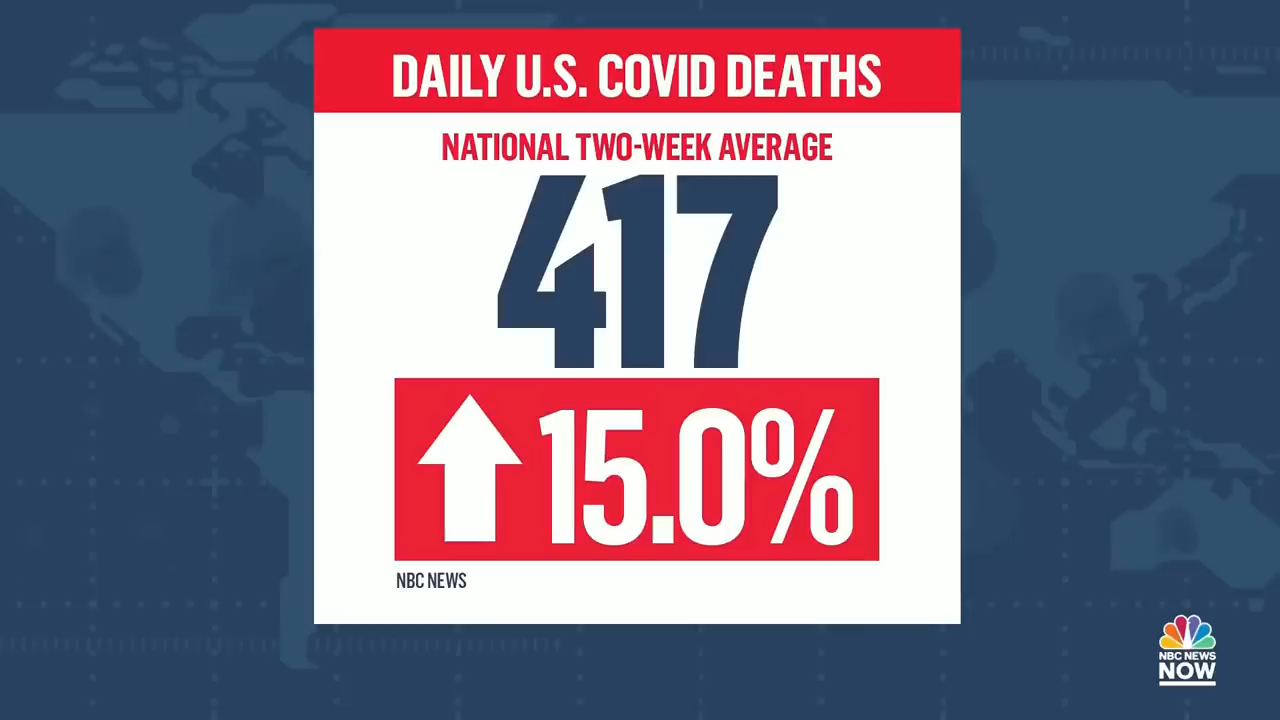 DAILY U.S. COVID DEATHS
NATIONAL TWO-WEEK AVERAGE
417
15.0%
NBC NEWS
NBC NEWS
NOW